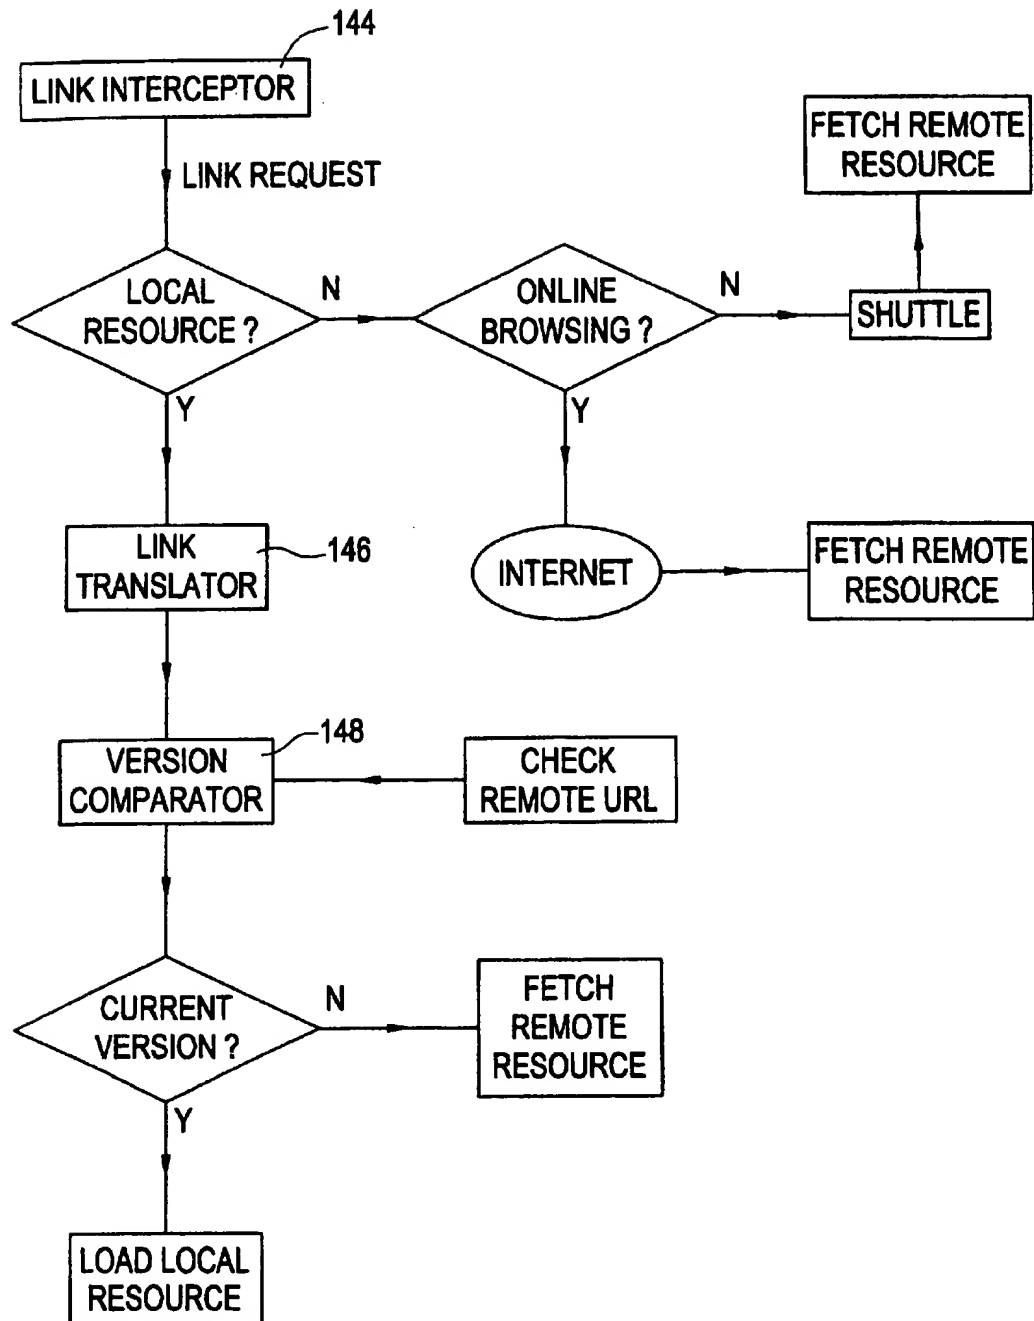 144
LINK INTERCEPTOR
LINK REQUEST
FETCH REMOTE
RESOURCE
LOCAL
RESOURCE ?
N
ONLINE
BROWSING ?
N
SHUTTLE
Y
Y
LINK
TRANSLATOR
146
INTERNET
FETCH REMOTE
RESOURCE
VERSION
COMPARATOR
148
CHECK
REMOTE URL
CURRENT
VERSION ?
N
FETCH
REMOTE
RESOURCE
Y
LOAD LOCAL
RESOURCE